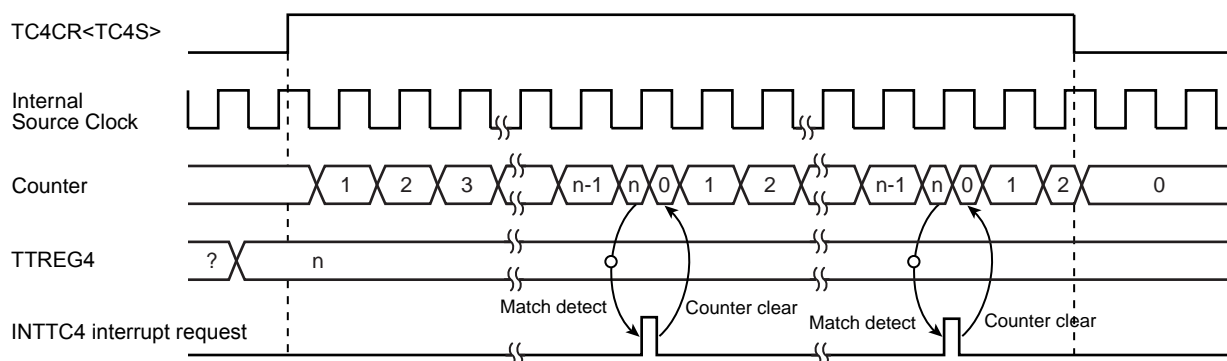 TC4CR<TC4S>
Internal
Source Clock
Counter 1 2 3 n-1 n 0 1 2 n-1 n 0 1 2 0
TTREG4 ? n
Match detect Counter clear Match detect Counter clear
INTTC4 interrupt request